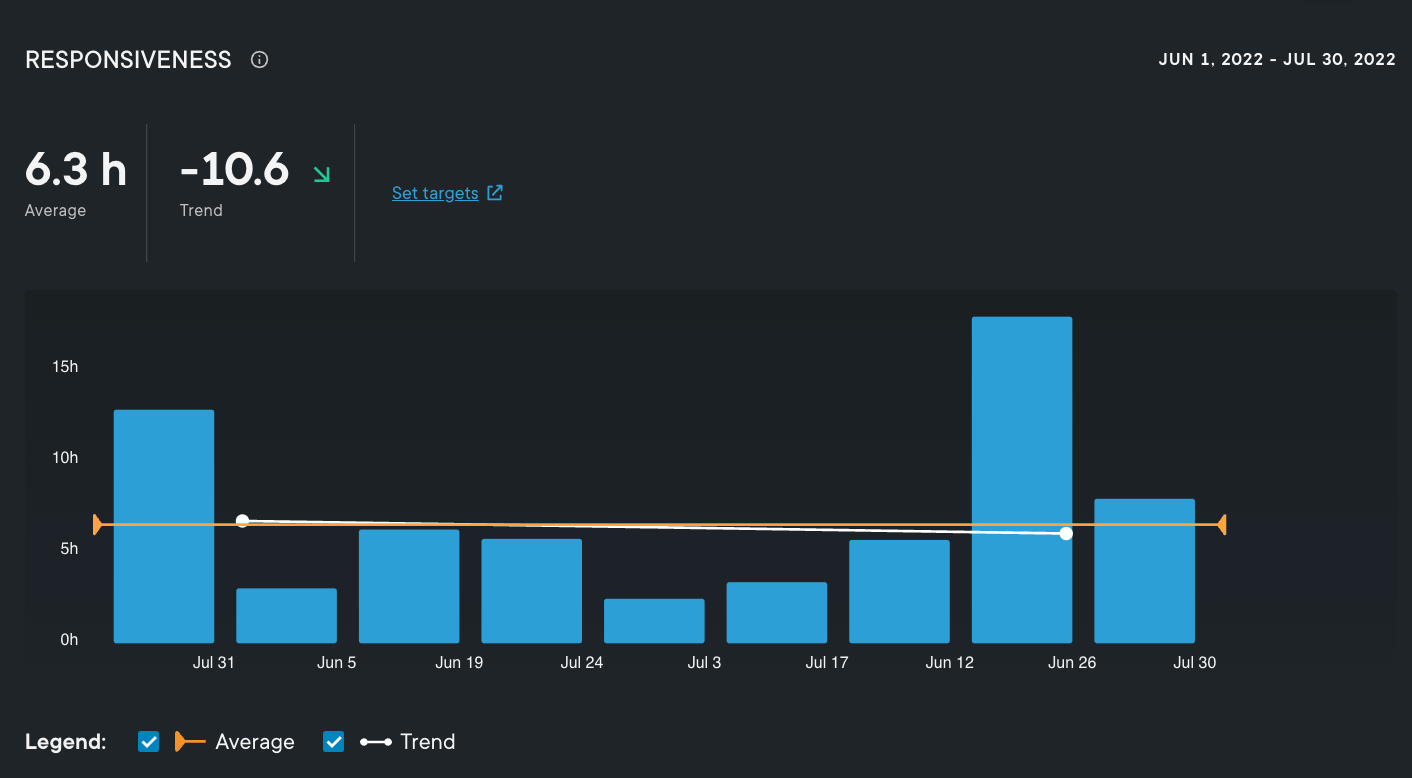 RESPONSIVENESS
JUN 1, 2022 - JUL 30, 2022
6.3 h
Average
-10.6
Trend
Set targets
15h
10h
5h
0h
Jul 31 Jun 5 Jun 19 Jul 24 Jul 3 Jul 17 Jun 12 Jun 26 Jul 30
Legend: Average Trend